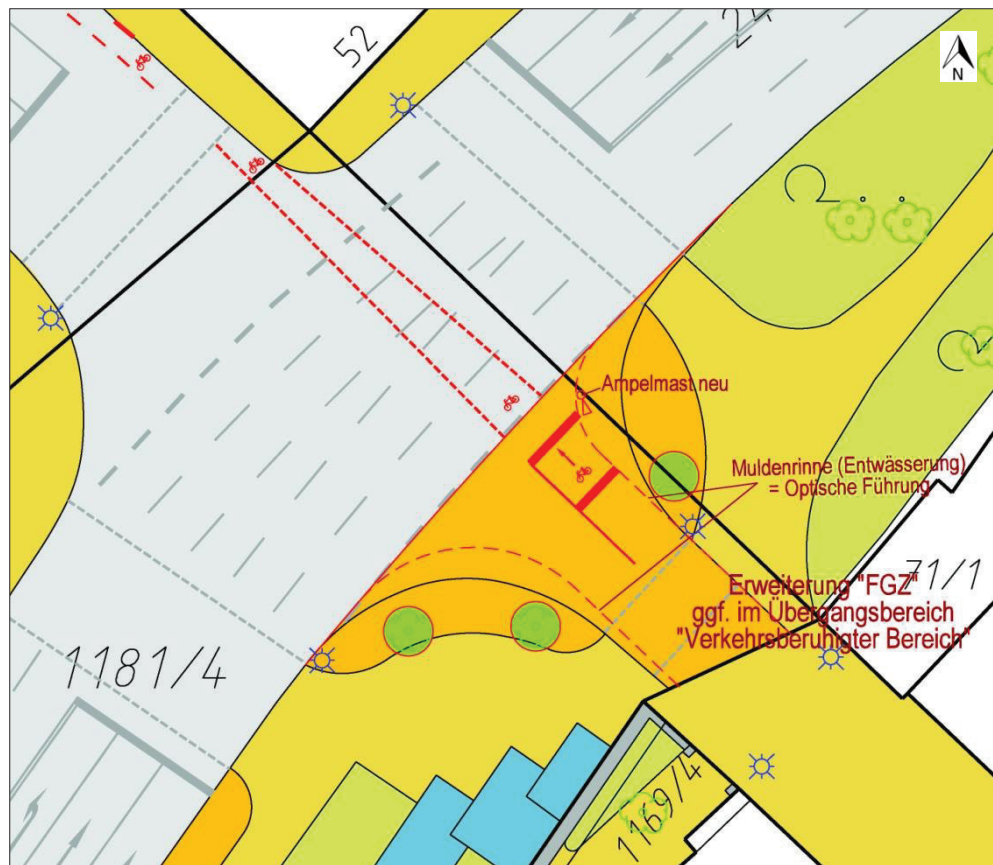 52
24
N
Ampelmast neu
Muldenrinne (Entwässerung)
= Optische Führung
71/1
Erweiterung "FGZ"
ggf. im Übergangsbereich
"Verkehrsberuhigter Bereich"
1181/4
1169/4